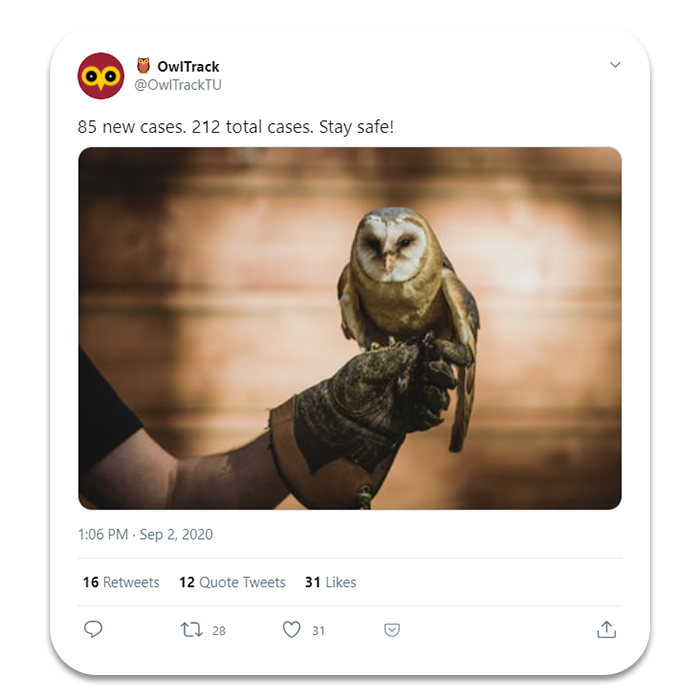 🦉 OwlTrack
@OwlTrackTU
85 new cases. 212 total cases. Stay safe!
1:06 PM · Sep 2, 2020
16 Retweets 12 Quote Tweets 31 Likes
28 31